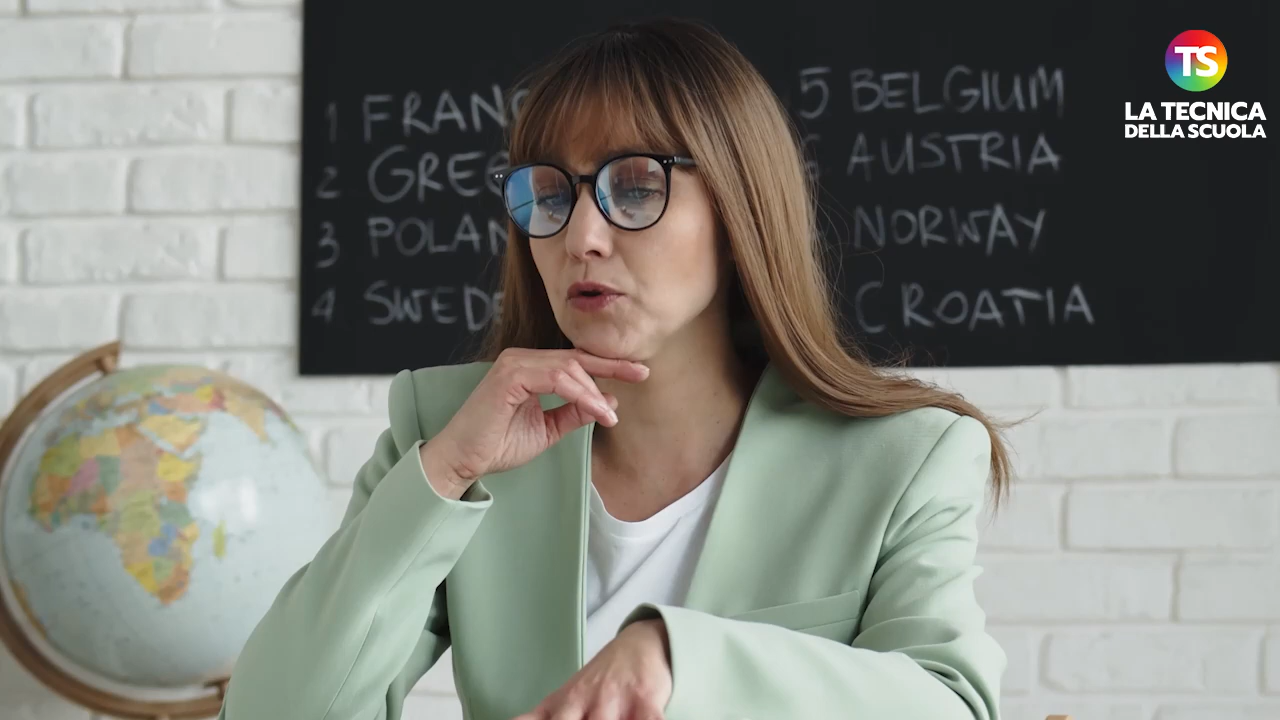 1 FRANC
2 GREE
3 POLAN
4 SWEDE
5 BELGIUM
AUSTRIA
NORWAY
CROATIA
TS
LA TECNICA
DELLA SCUOLA